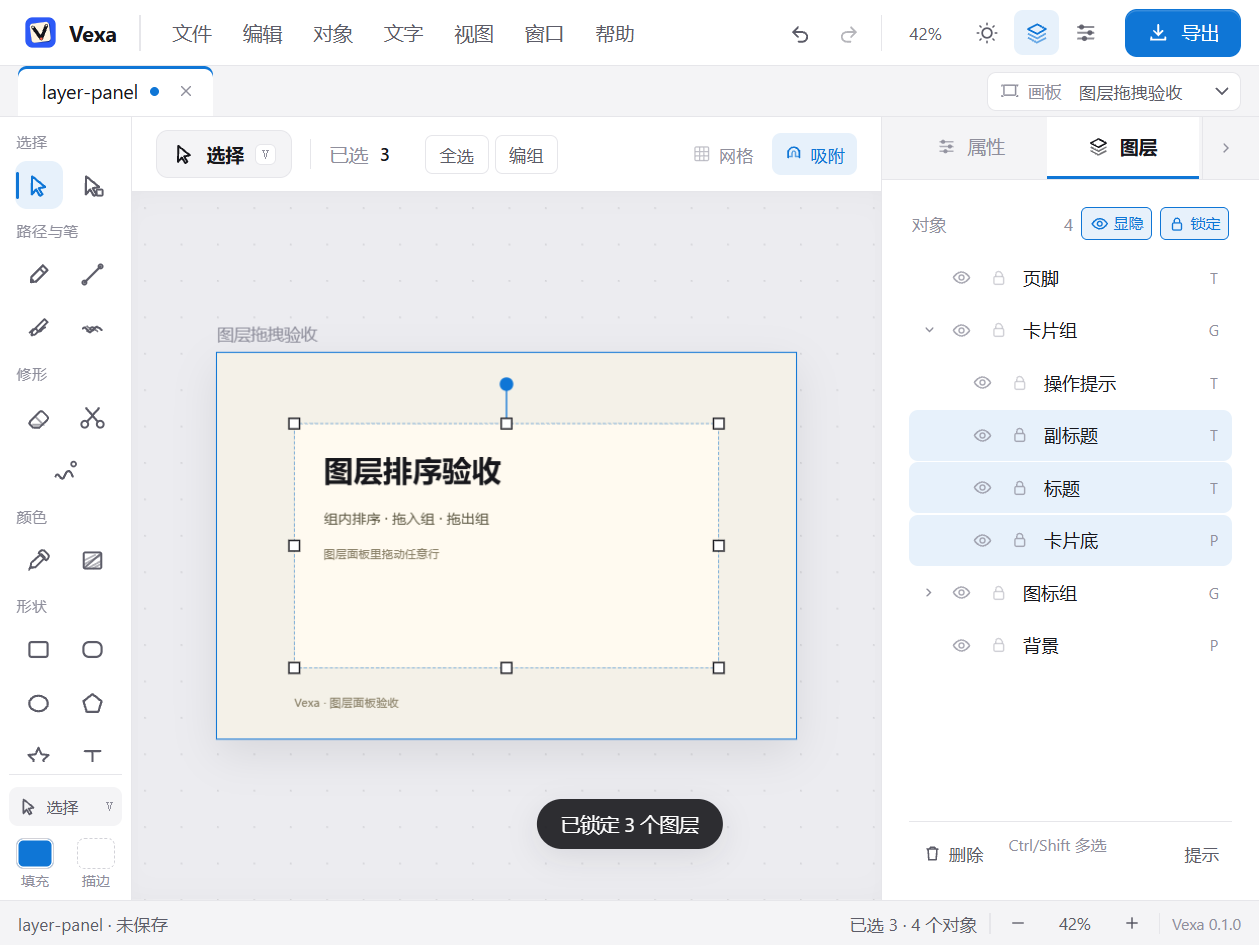 Vexa 文件 编辑 对象 文字 视图 窗口 帮助 42% 导出
layer-panel 画板 图层拖拽验收
选择
选择 V 已选 3 全选 编组 网格 吸附
属性 图层
路径与笔
修形
颜色
形状
选择 V
填充 描边
图层拖拽验收
图层排序验收
组内排序 · 拖入组 · 拖出组
图层面板里拖动任意行
Vexa · 图层面板验收
已锁定 3 个图层
对象 4 显隐 锁定
页脚 T
卡片组 G
操作提示 T
副标题 T
标题 T
卡片底 P
图标组 G
背景 P
删除 Ctrl/Shift 多选 提示
layer-panel · 未保存 已选 3 · 4 个对象 42% Vexa 0.1.0